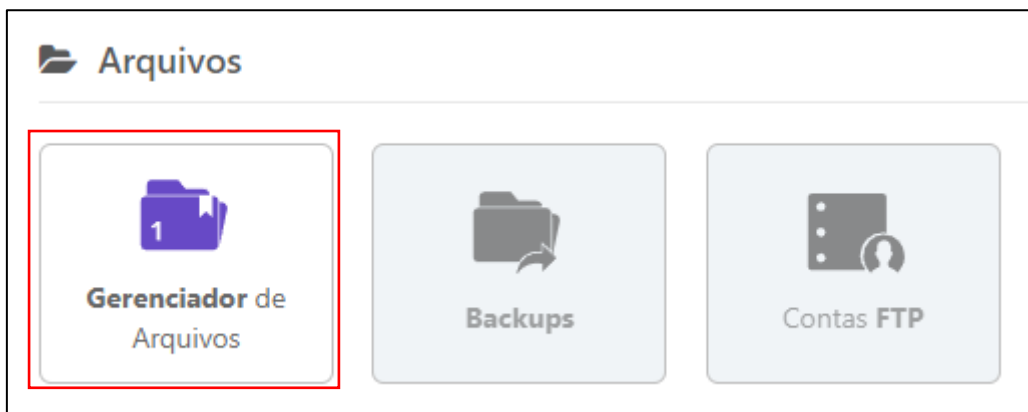 Arquivos
1
Gerenciador de
Arquivos
Backups
Contas FTP